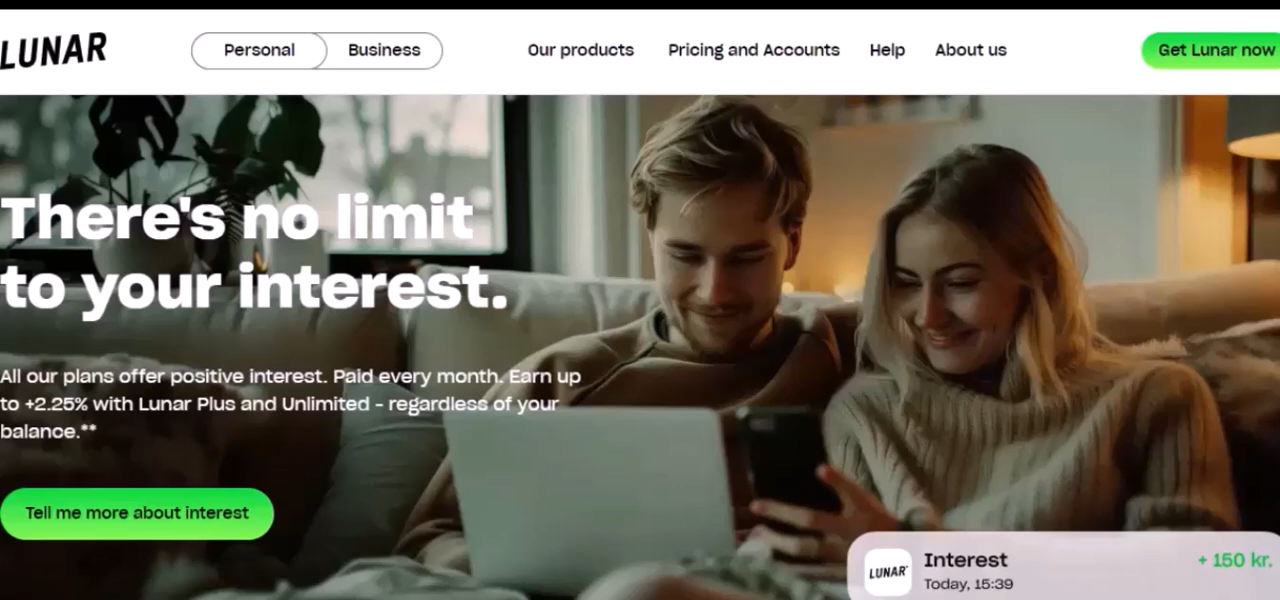 LUNAR
Personal
Business
Our products
Pricing and Accounts
Help
About us
Get Lunar now
There's no limit
to your interest.
All our plans offer positive interest. Paid every month. Earn up
to +2.25% with Lunar Plus and Unlimited - regardless of your
balance.**
Tell me more about interest
LUNAR
Interest
+ 150 kr.
Today, 15:39